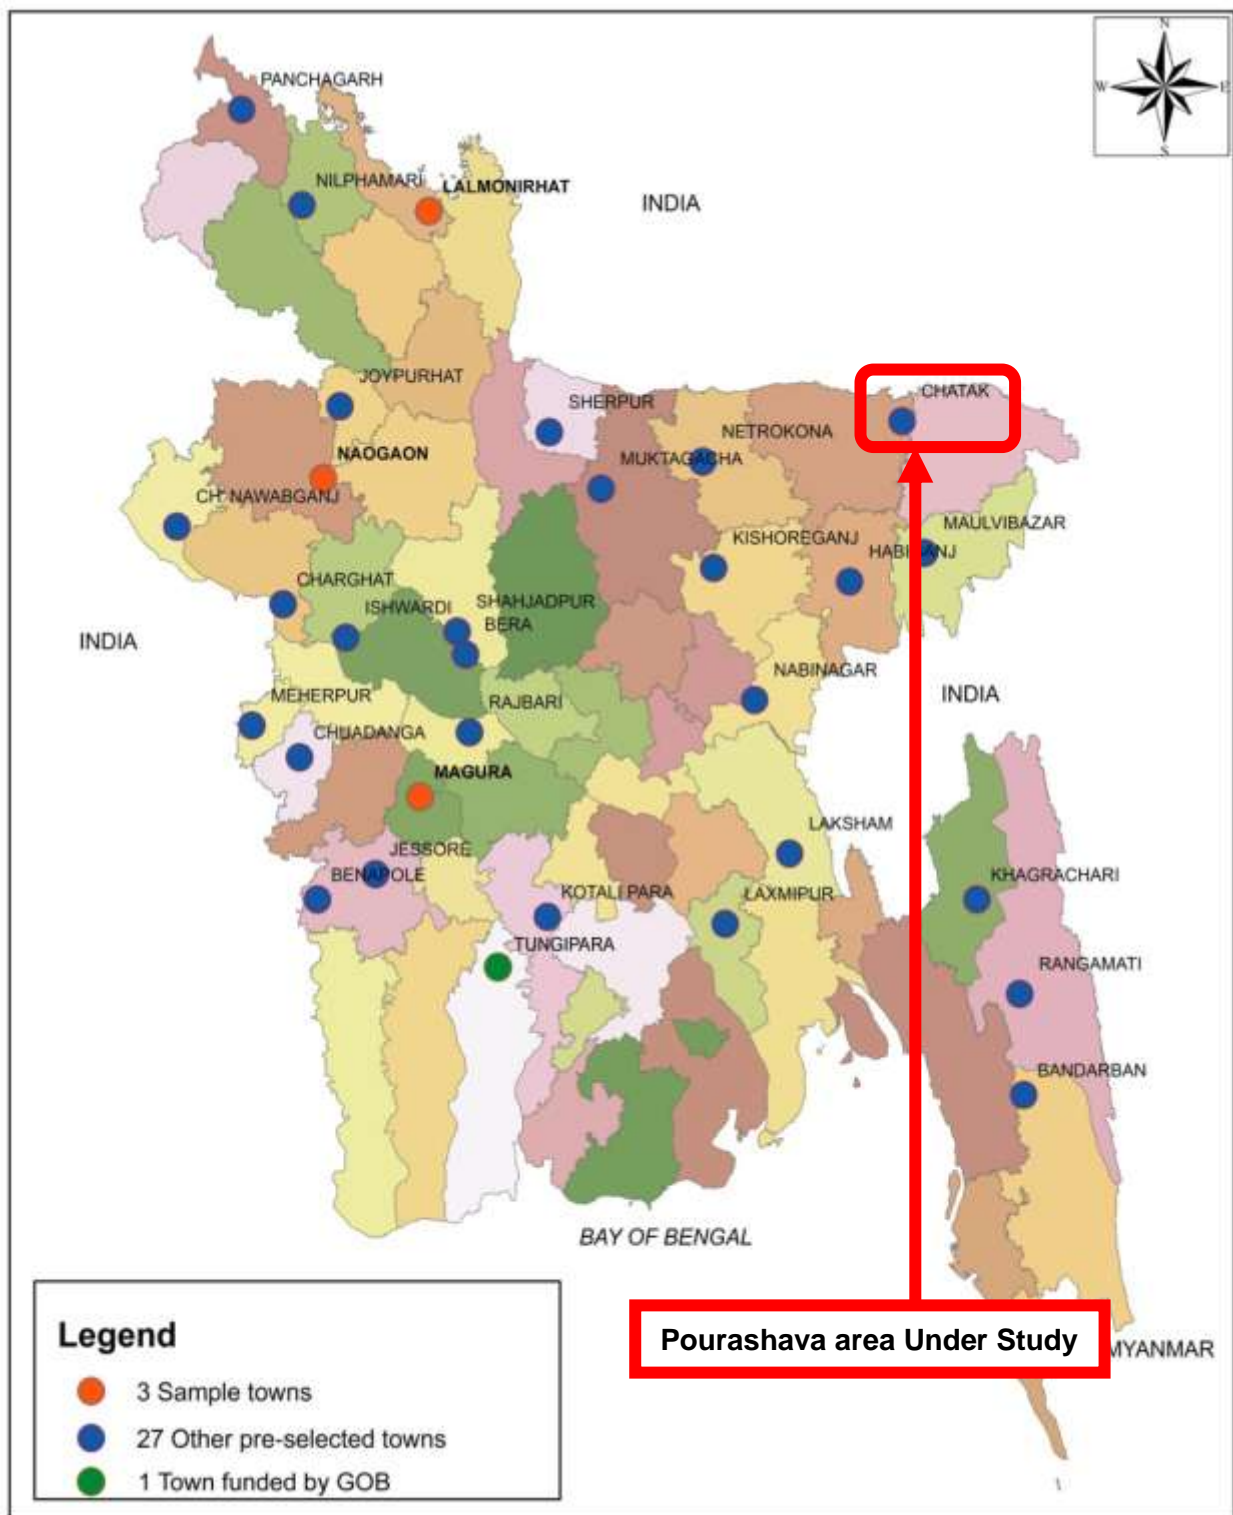 N
W E
S
PANCHAGARH
NILPHAMARI
LALMONIRHAT
INDIA
JOYPURHAT
SHERPUR
CHATAK
NETROKONA
NAOGAON
MUKTAGACHA
CH' NAWABGANJ
MAULVIBAZAR
KISHOREGANJ
HABIGANJ
CHARGHAT
ISHWARDI
SHAHJADPUR
BERA
INDIA
NABINAGAR
MEHERPUR
RAJBARI
INDIA
CHUADANGA
MAGURA
LAKSHAM
JESSORE
BENAPOLE
KHAGRACHARI
KOTALI PARA
LAXMIPUR
TUNGIPARA
RANGAMATI
BANDARBAN
BAY OF BENGAL
Pourashava area Under Study
MYANMAR
Legend
3 Sample towns
27 Other pre-selected towns
1 Town funded by GOB